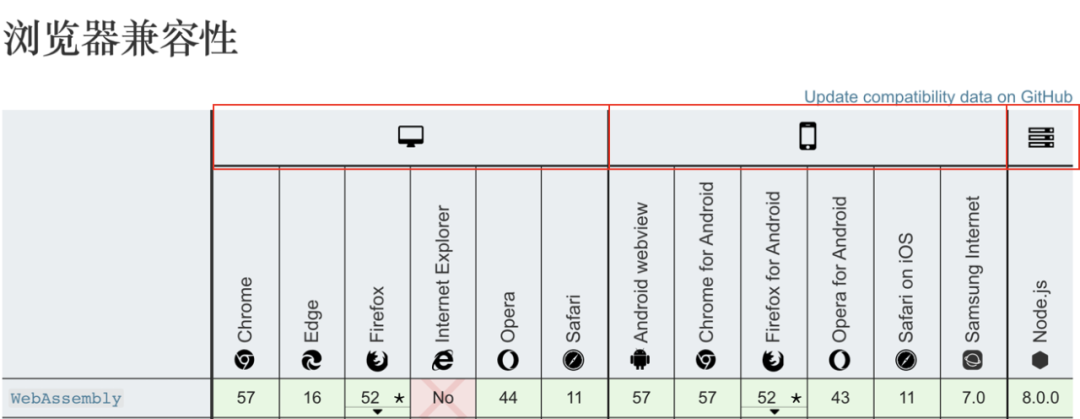 浏览器兼容性
Update compatibility data on GitHub
Chrome
Edge
Firefox
Internet Explorer
Opera
Safari
Android webview
Chrome for Android
Firefox for Android
Opera for Android
Safari on iOS
Samsung Internet
Node.js
WebAssembly 57 16 52 * No 44 11 57 57 52 * 43 11 7.0 8.0.0